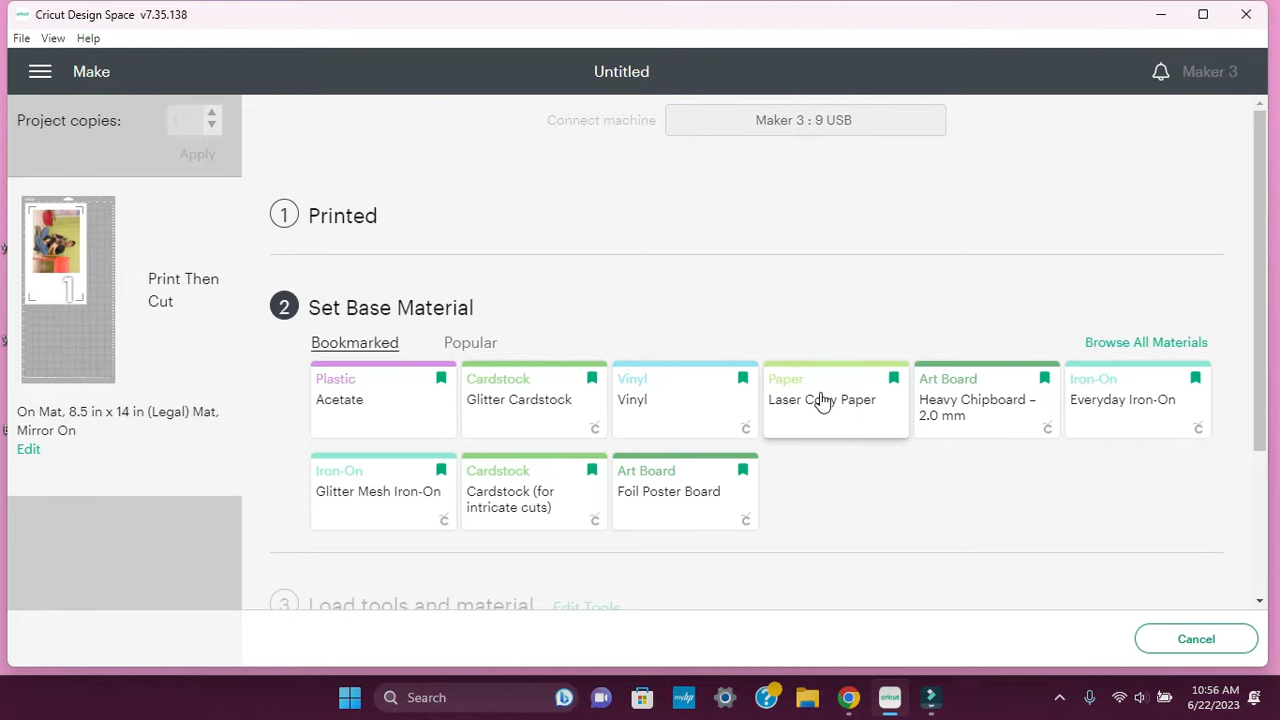 Cricut Design Space v7.35.138
File View Help
Make
Untitled
Maker 3
Project copies:
1
Apply
Connect machine
Maker 3 : 9 USB
1 Printed
Print Then
Cut
On Mat, 8.5 in x 14 in (Legal) Mat,
Mirror On
Edit
2 Set Base Material
Bookmarked Popular
Browse All Materials
Plastic
Acetate
Cardstock
Glitter Cardstock
Vinyl
Vinyl
Paper
Laser Copy Paper
Art Board
Heavy Chipboard –
2.0 mm
Iron-On
Everyday Iron-On
Iron-On
Glitter Mesh Iron-On
Cardstock
Cardstock (for
intricate cuts)
Art Board
Foil Poster Board
3 Load tools and material Edit Tools
Cancel
Search
10:56 AM
6/22/2023